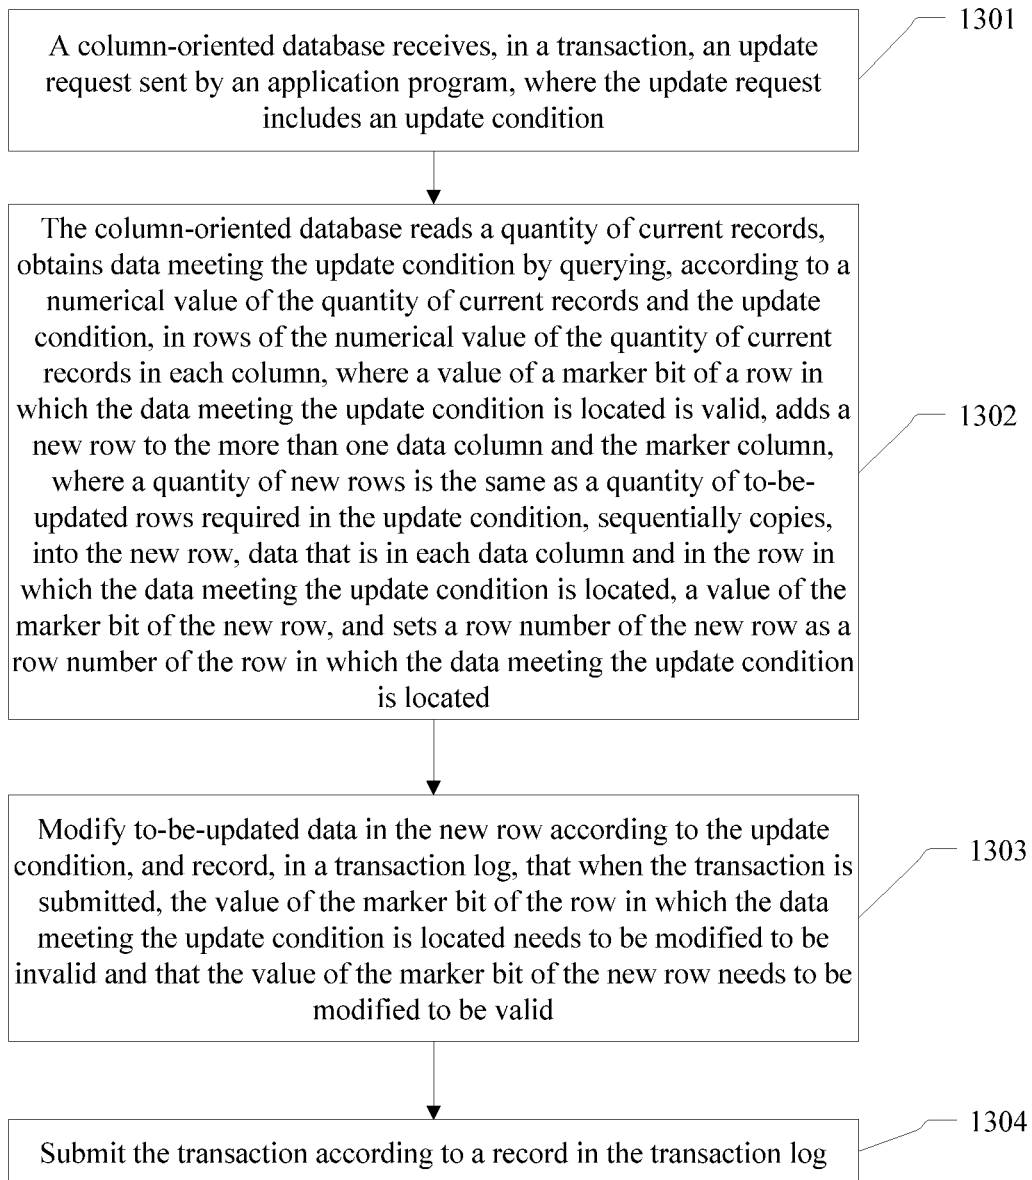 A column-oriented database receives, in a transaction, an update
request sent by an application program, where the update request
includes an update condition
1301
The column-oriented database reads a quantity of current records,
obtains data meeting the update condition by querying, according to a
numerical value of the quantity of current records and the update
condition, in rows of the numerical value of the quantity of current
records in each column, where a value of a marker bit of a row in
which the data meeting the update condition is located is valid, adds a
new row to the more than one data column and the marker column,
where a quantity of new rows is the same as a quantity of to-be-
updated rows required in the update condition, sequentially copies,
into the new row, data that is in each data column and in the row in
which the data meeting the update condition is located, a value of the
marker bit of the new row, and sets a row number of the new row as a
row number of the row in which the data meeting the update condition
is located
1302
Modify to-be-updated data in the new row according to the update
condition, and record, in a transaction log, that when the transaction is
submitted, the value of the marker bit of the row in which the data
meeting the update condition is located needs to be modified to be
invalid and that the value of the marker bit of the new row needs to be
modified to be valid
1303
Submit the transaction according to a record in the transaction log
1304